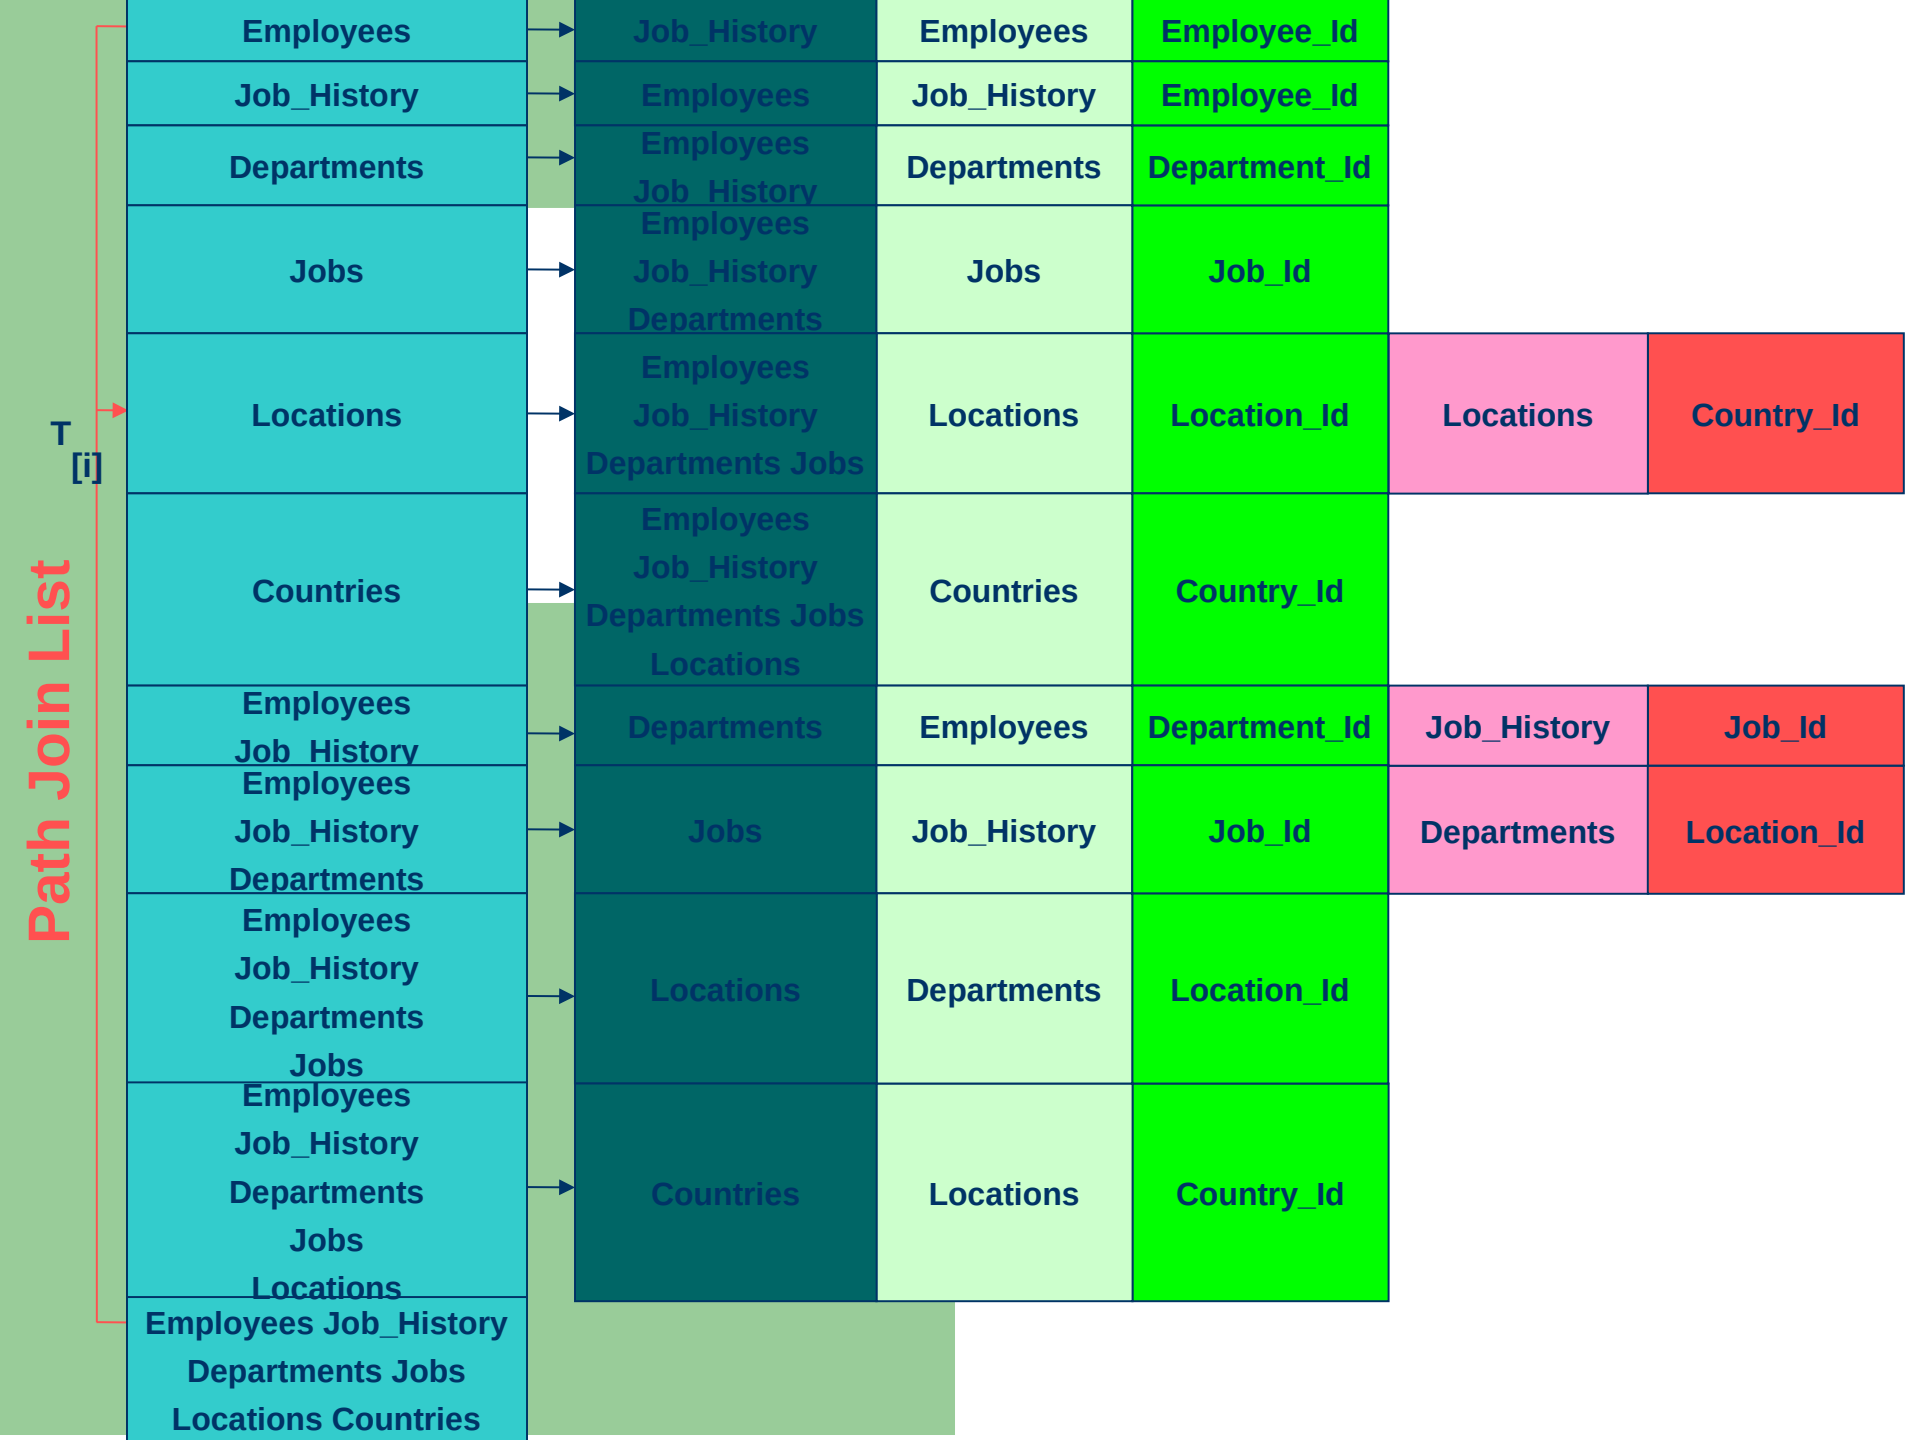 Employees
Job_History
Employees
Employee_Id
Job_History
Employees
Job_History
Employee_Id
Departments
Employees
Job_History
Departments
Department_Id
Jobs
Employees
Job_History
Departments
Jobs
Job_Id
Locations
Employees
Job_History
Departments Jobs
Locations
Location_Id
Locations
Country_Id
T
[i]
Path Join List
Countries
Employees
Job_History
Departments Jobs
Locations
Countries
Country_Id
Employees
Job_History
Departments
Employees
Department_Id
Job_History
Job_Id
Employees
Job_History
Departments
Jobs
Job_History
Job_Id
Departments
Location_Id
Employees
Job_History
Departments
Jobs
Locations
Departments
Location_Id
Employees
Job_History
Departments
Jobs
Locations
Countries
Locations
Country_Id
Employees Job_History
Departments Jobs
Locations Countries